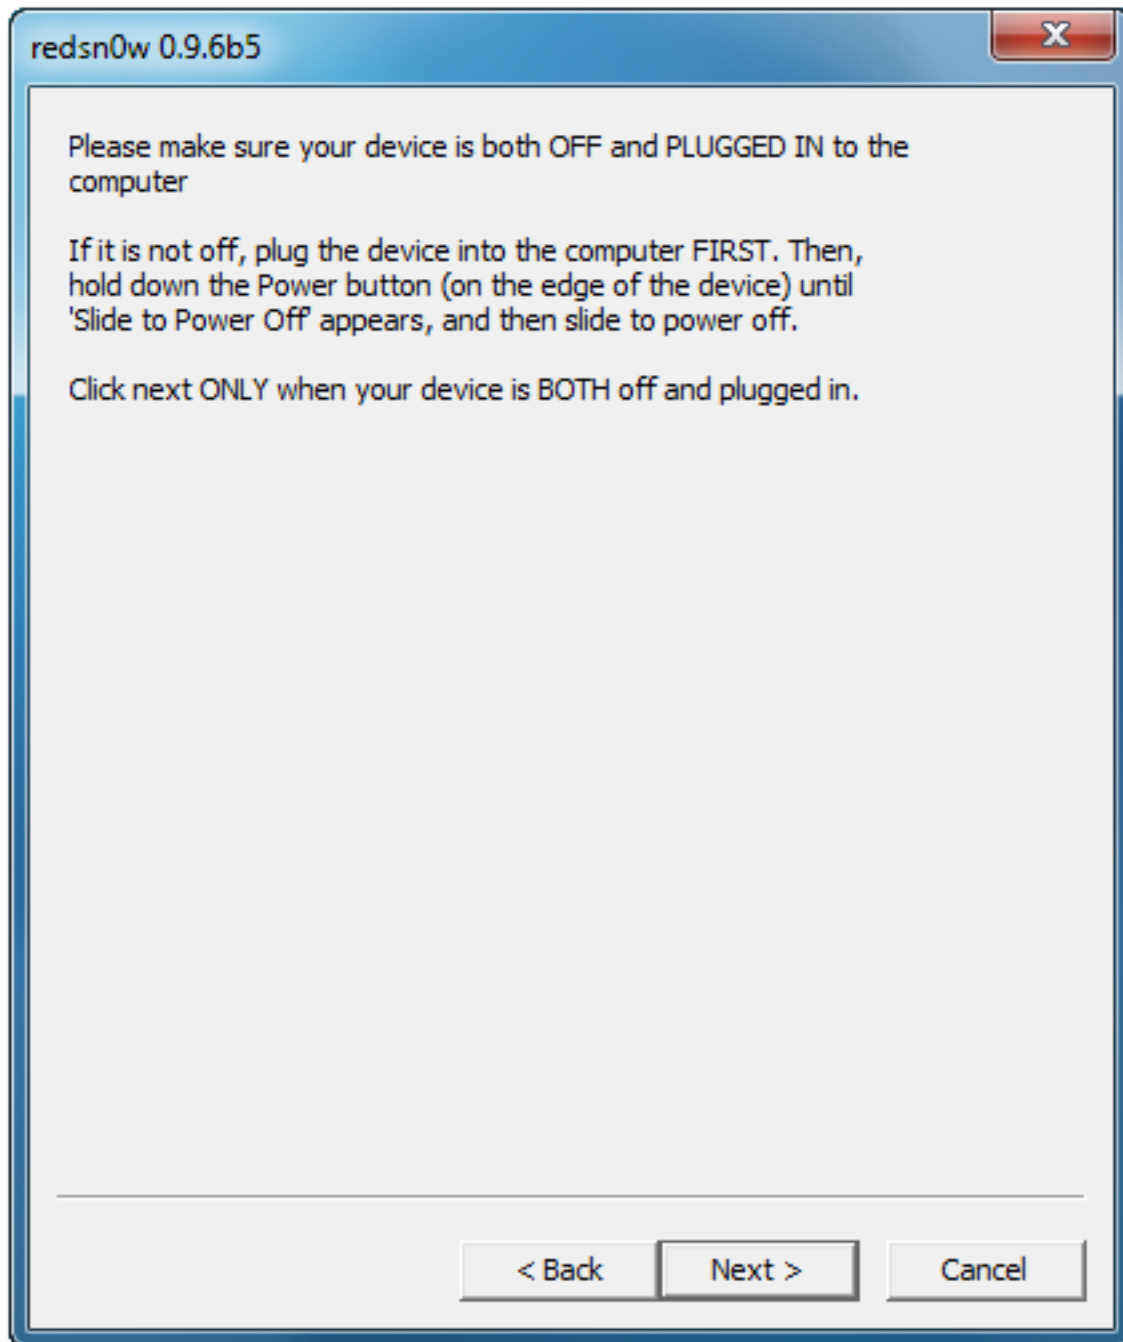 redsn0w 0.9.6b5
Please make sure your device is both OFF and PLUGGED IN to the
computer
If it is not off, plug the device into the computer FIRST. Then,
hold down the Power button (on the edge of the device) until
'Slide to Power Off' appears, and then slide to power off.
Click next ONLY when your device is BOTH off and plugged in.
< Back Next > Cancel